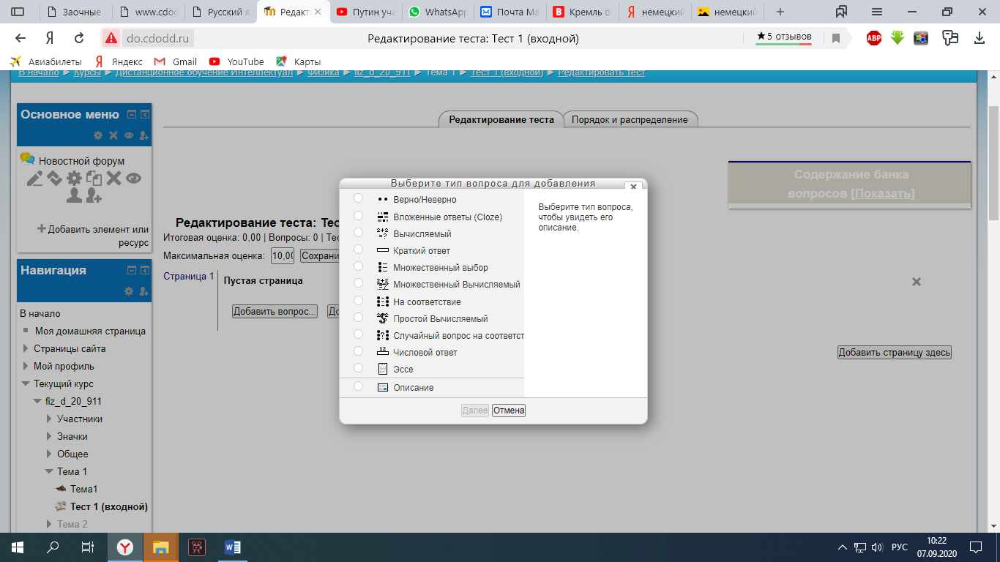 Заочные
www.cdod
Русский я
Редакти
Путин уча
WhatsApp
Почта Ma
Кремль о
немецкий
немецкий
do.cdodd.ru
Редактирование теста: Тест 1 (входной)
★5 отзывов
ABP
Авиабилеты
Яндекс
Gmail
YouTube
Карты
В начало ► Курсы ► Дистанционое обучение Интеллектуал ► Физика ► fiz_d_20_911 ► Тема 1 ► Тест 1 (входной) ► Редактировать тест
Основное меню
Новостной форум
Добавить элемент или
ресурс
Навигация
В начало
Моя домашняя страница
Страницы сайта
Мой профиль
Текущий курс
fiz_d_20_911
Участники
Значки
Общее
Тема 1
Тема1
Тест 1 (входной)
Тема 2
Редактирование теста
Порядок и распределение
Содержание банка
вопросов [Показать]
Редактирование теста: Тес
Итоговая оценка: 0,00 | Вопросы: 0 | Тес
Максимальная оценка:
10,00
Сохрани
Страница 1
Пустая страница
Добавить вопрос...
До
Добавить страницу здесь
Выберите тип вопроса для добавления
Верно/Неверно
Вложенные ответы (Cloze)
Вычисляемый
Краткий ответ
Множественный выбор
Множественный Вычисляемый
На соответствие
Простой Вычисляемый
Случайный вопрос на соответст
Числовой ответ
Эссе
Описание
Выберите тип вопроса,
чтобы увидеть его
описание.
Далее
Отмена
РУС
10:22
07.09.2020